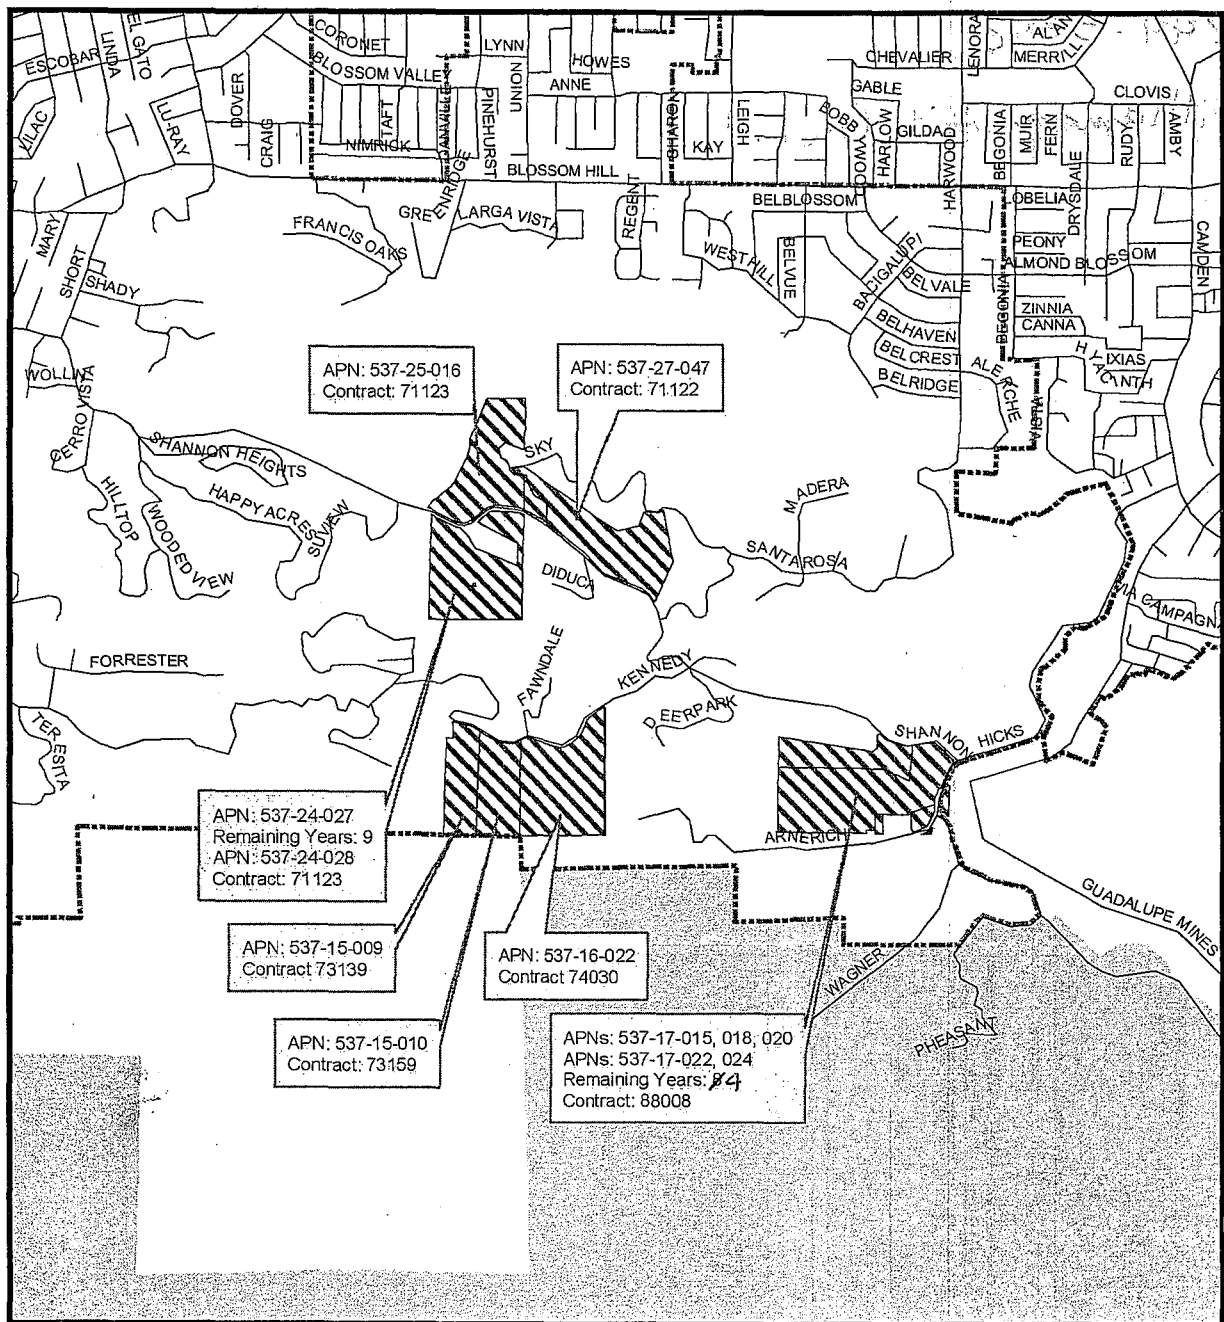 CORONET
LYNN
HOWES
CHEVALIER
LENORA
ALAN
MERRILL
ESCOBAR
LINDA
EL GATO
BLOSSOM VALLEY
UNION
ANNE
GABLE
CLOVIS
VILAC
LU-RAY
DOVER
CRAIG
TAFT
DANVILLE
PINEHURST
LEIGH
BOBB
HARLOW
GILDAD
HARWOOD
BEGONIA
MUIR
FERN
DRYSDALE
RUDY
AMBY
NIMRICK
KAY
BLOSSOM HILL
MARY
SHORT
SHADY
FRANCIS OAKS
GREENRIDGE
LARGA VISTA
REGENT
BELBLOSSOM
LOBELIA
WESTHILL
BELVUE
BACIGALUPI
BELVALE
PEONY
ALMOND BLOSSOM
CAMDEN
BEGONIA
ZINNIA
CANNA
BELHAVEN
BELCREST
BELRIDGE
ALERCHE
HYACINTH
IXIAS
WOLLIN
CERRO VISTA
APN: 537-25-016
Contract: 71123
APN: 537-27-047
Contract: 71122
SHANNON HEIGHTS
SKY
HILLTOP
HAPPY ACRES
SUVIEW
WOODED VIEW
MADERA
SANTA ROSA
DIDUCA
VIA CAMPAGNA
FORRESTER
FAWNDALE
KENNEDY
DEERPARK
TERESITA
SHANNON
HICKS
APN: 537-24-027
Remaining Years: 9
APN: 537-24-028
Contract: 71123
ARNERICH
GUADALUPE MINES
APN: 537-15-009
Contract 73139
APN: 537-16-022
Contract 74030
WAGNER
PHEASANT
APN: 537-15-010
Contract: 73159
APNs: 537-17-015, 018, 020
APNs: 537-17-022, 024
Remaining Years: 4
Contract: 88008